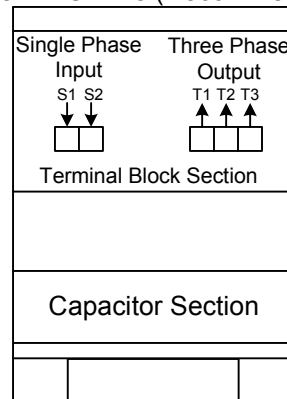 Single Phase Three Phase
Input Output
S1 S2 T1 T2 T3
Terminal Block Section
Capacitor Section